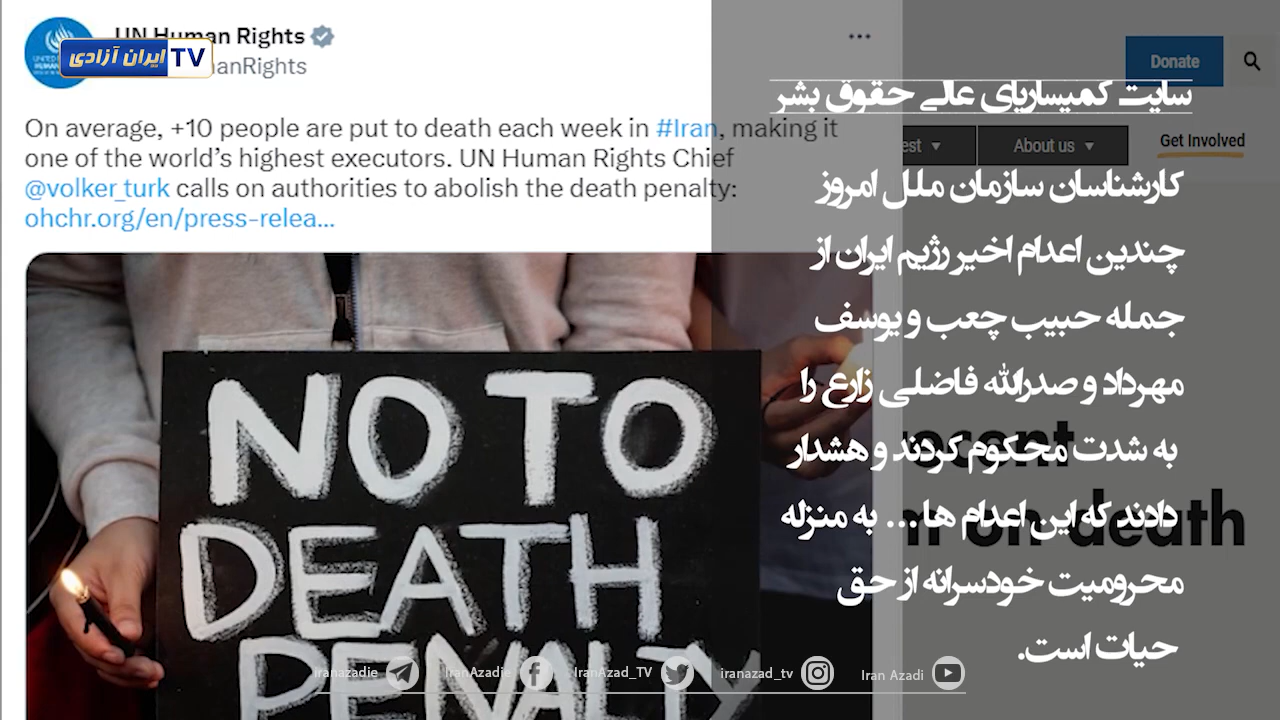 UN Human Rights
anRights
ایران آزادی TV
On average, +10 people are put to death each week in #Iran, making it
one of the world's highest executors. UN Human Rights Chief
@volker_turk calls on authorities to abolish the death penalty:
ohchr.org/en/press-relea...
NO TO
DEATH
PENALTY
Donate
About us
Get Involved
سایت کمیساریای عالی حقوق بشر
کارشناسان سازمان ملل امروز
چندین اعدام اخیر رژیم ایران از
جمله حبیب چعب و یوسف
مهرداد و صدرالله فاضلی زارع را
به شدت محکوم کردند و هشدار
دادند که این اعدام ها ... به منزله
محرومیت خودسرانه از حق
حیات است.
recent
on death
iranazadie IranAzadie IranAzad_TV iranazad_tv Iran Azadi